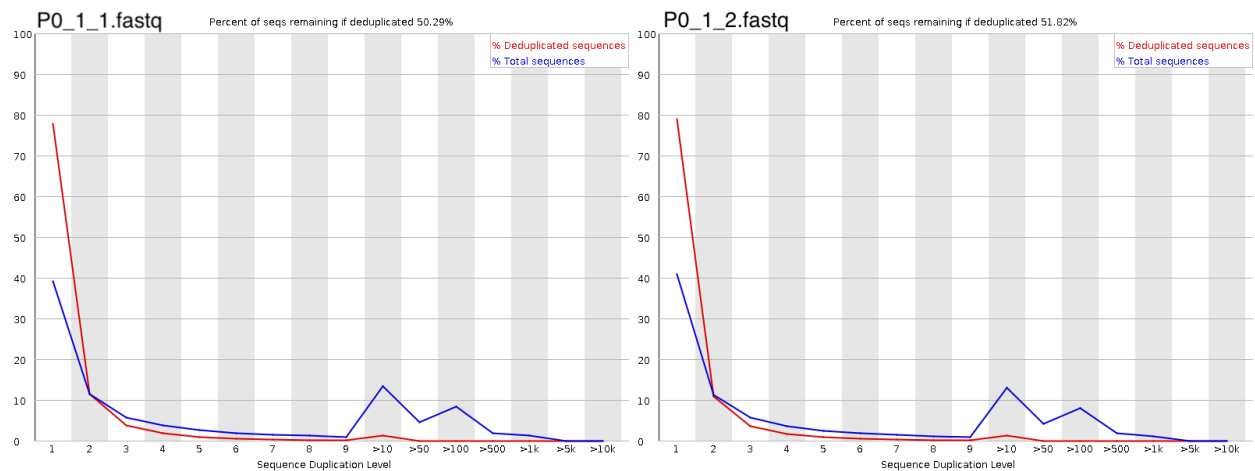 P0_1_1.fastq
Percent of seqs remaining if deduplicated 50.29%
% Deduplicated sequences
% Total sequences
100
90
80
70
60
50
40
30
20
10
0
1 2 3 4 5 6 7 8 9 >10 >50 >100 >500 >1k >5k >10k
Sequence Duplication Level
P0_1_2.fastq
Percent of seqs remaining if deduplicated 51.82%
% Deduplicated sequences
% Total sequences
100
90
80
70
60
50
40
30
20
10
0
1 2 3 4 5 6 7 8 9 >10 >50 >100 >500 >1k >5k >10k
Sequence Duplication Level